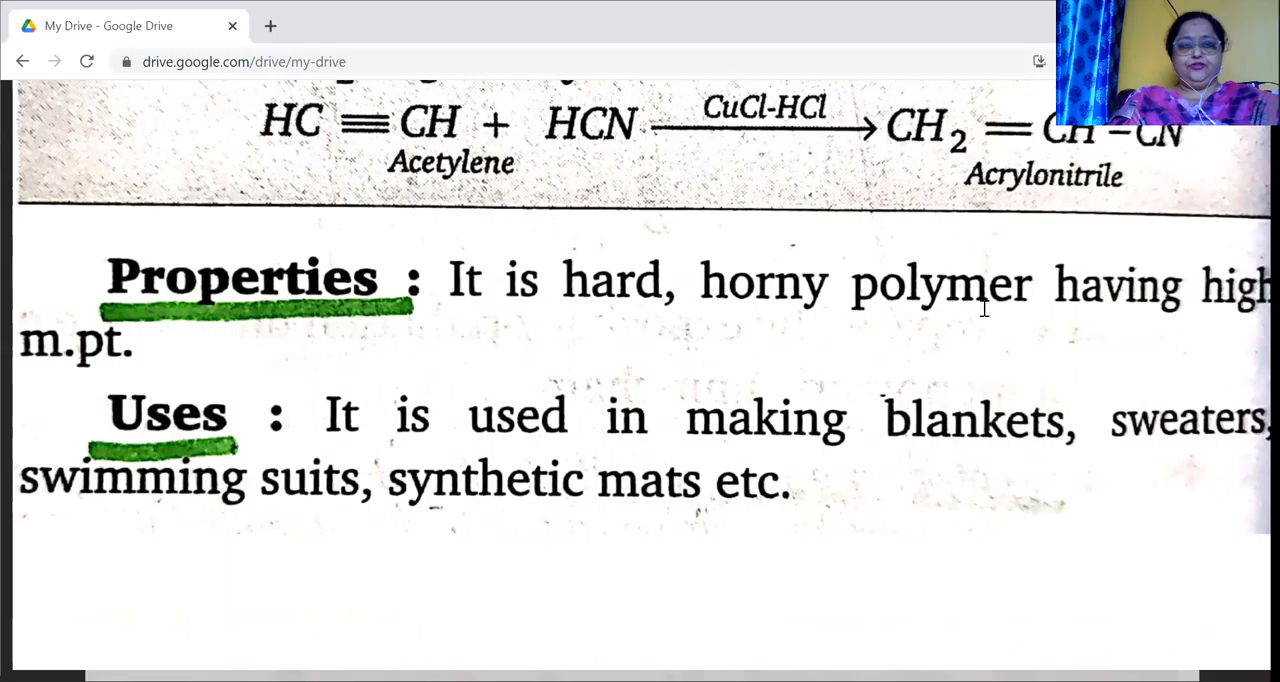 My Drive - Google Drive
drive.google.com/drive/my-drive
HC ≡ CH + HCN CuCl-HCl → CH2 = CH – CN
Acetylene Acrylonitrile
Properties : It is hard, horny polymer having high
m.pt.
Uses : It is used in making blankets, sweaters,
swimming suits, synthetic mats etc.